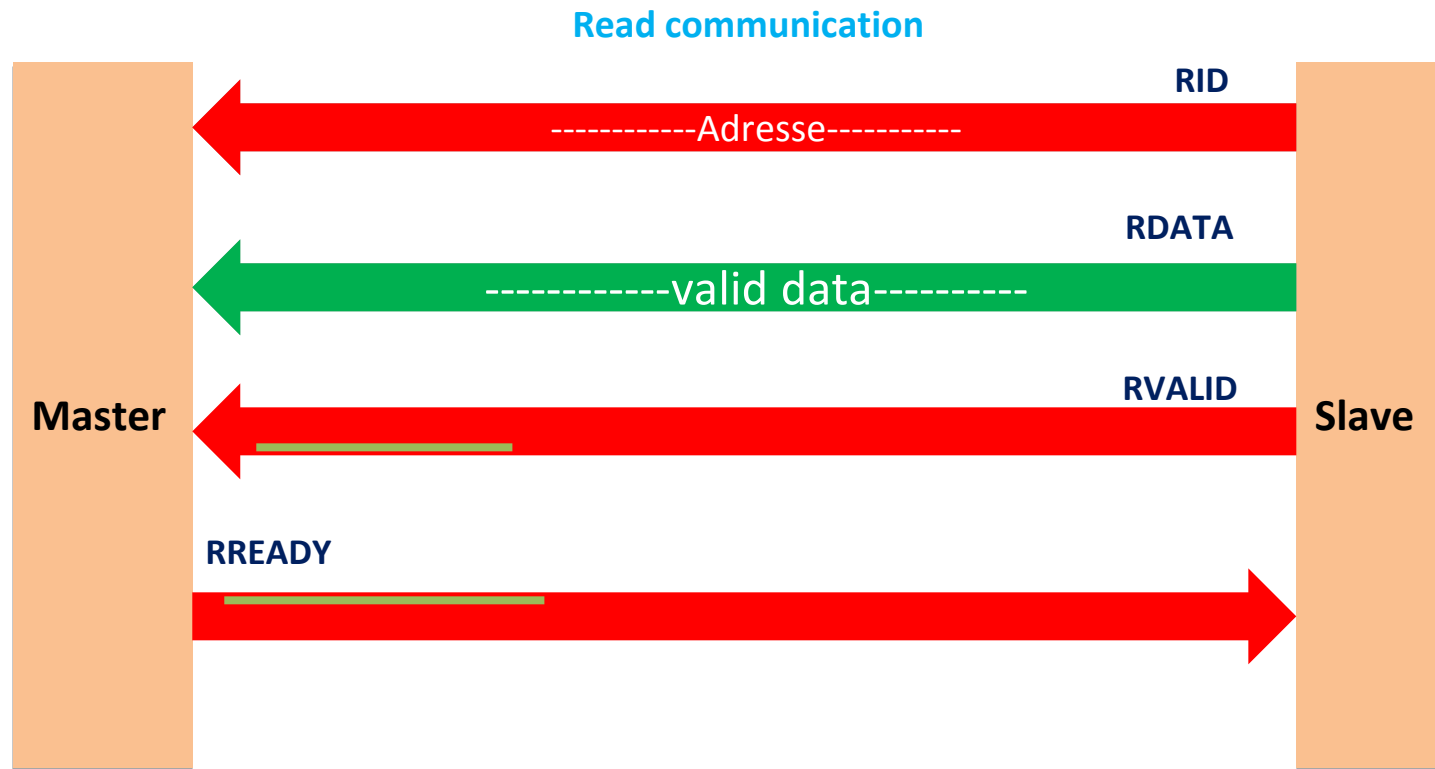 Read communication
RID
------------Adresse-----------
RDATA
------------valid data----------
RVALID
Master
Slave
RREADY